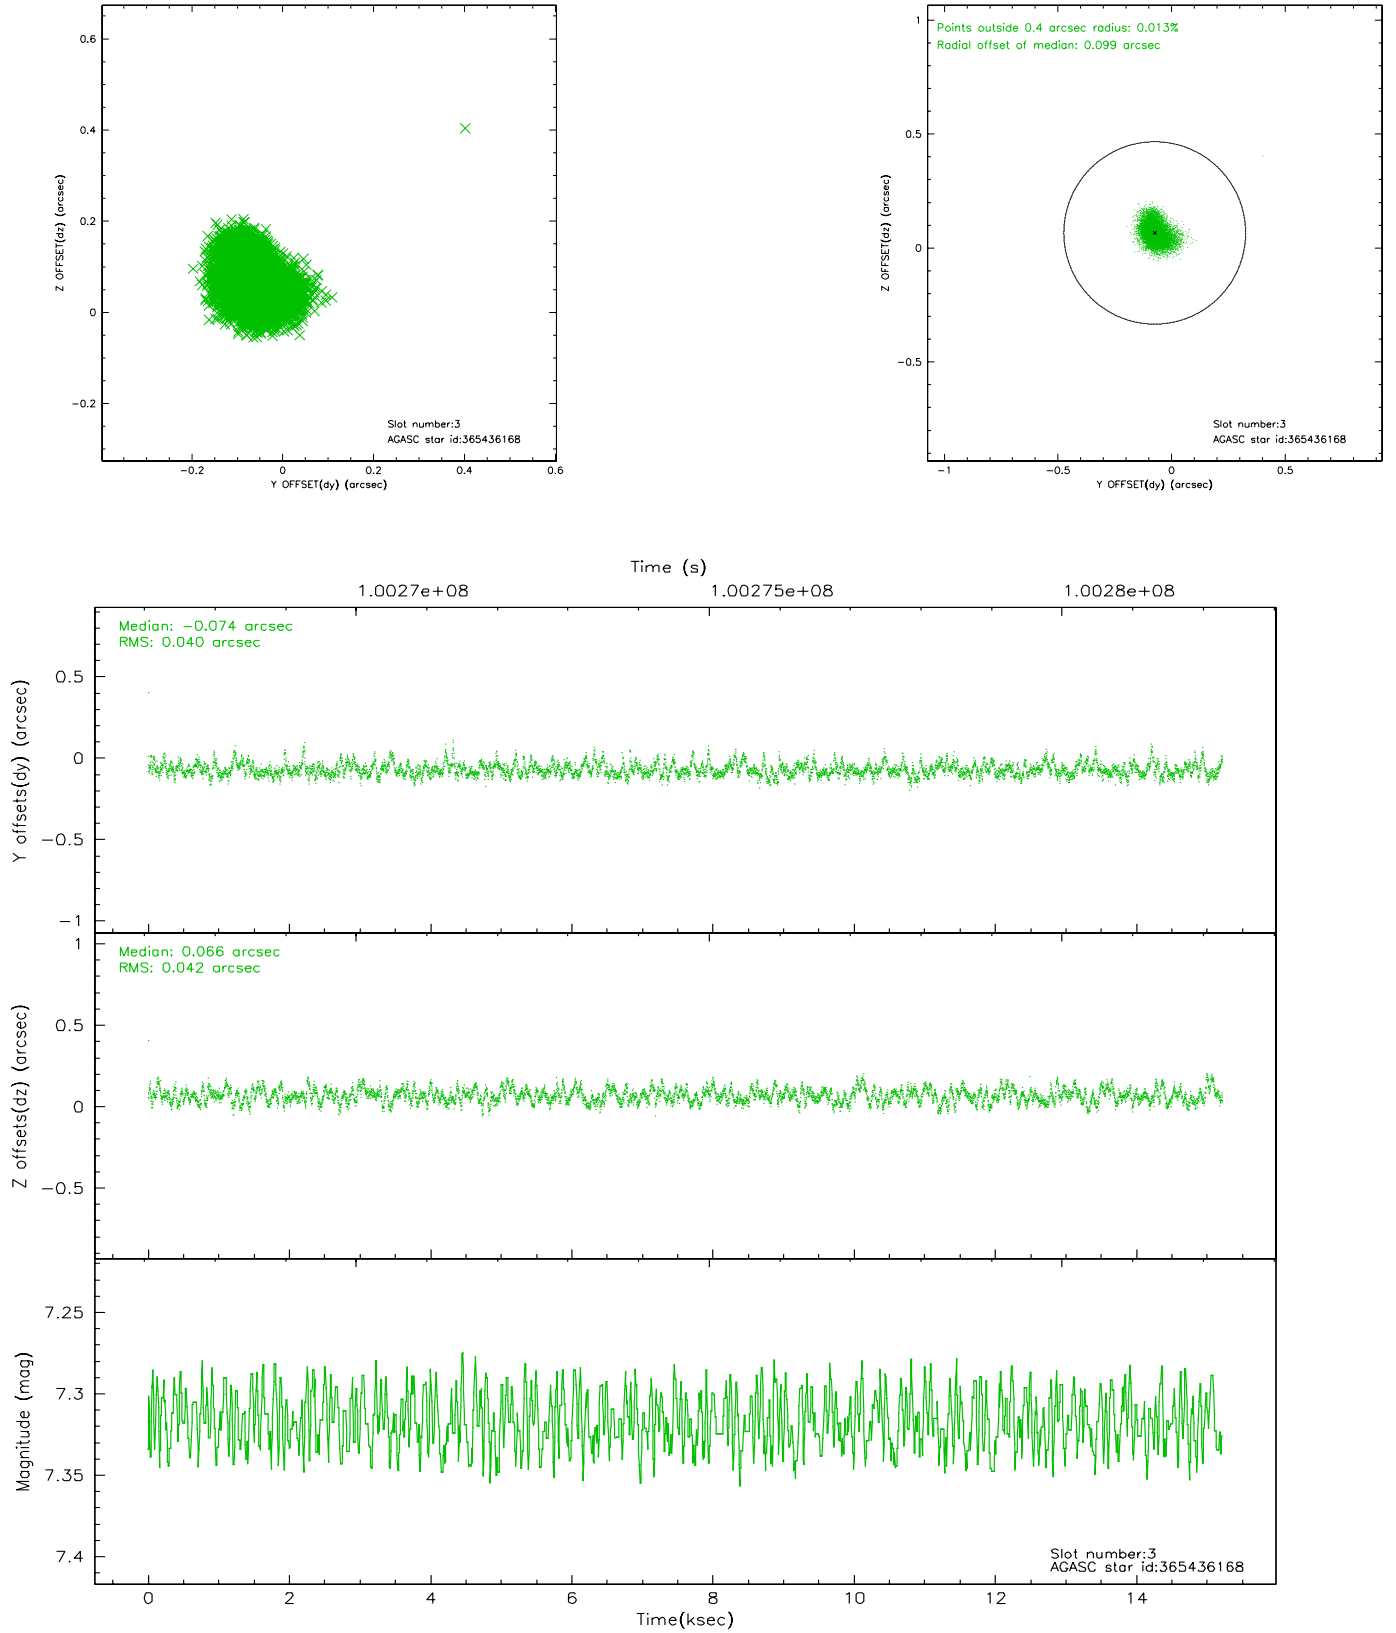 0.6
0.4
0.2
0
−0.2
Z OFFSET(dz) (arcsec)
−0.2 0 0.2 0.4 0.6
Y OFFSET(dy) (arcsec)
Slot number:3
AGASC star id:365436168
Points outside 0.4 arcsec radius: 0.013%
Radial offset of median: 0.099 arcsec
1
0.5
0
−0.5
Z OFFSET(dz) (arcsec)
−1 −0.5 0 0.5
Y OFFSET(dy) (arcsec)
Slot number:3
AGASC star id:365436168
Time (s)
1.0027e+08 1.00275e+08 1.0028e+08
Median: −0.074 arcsec
RMS: 0.040 arcsec
0.5
0
−0.5
−1
Y offsets(dy) (arcsec)
Median: 0.066 arcsec
RMS: 0.042 arcsec
1
0.5
0
−0.5
Z offsets(dz) (arcsec)
7.25
7.3
7.35
7.4
Magnitude (mag)
Slot number:3
AGASC star id:365436168
0 2 4 6 8 10 12 14
Time(ksec)